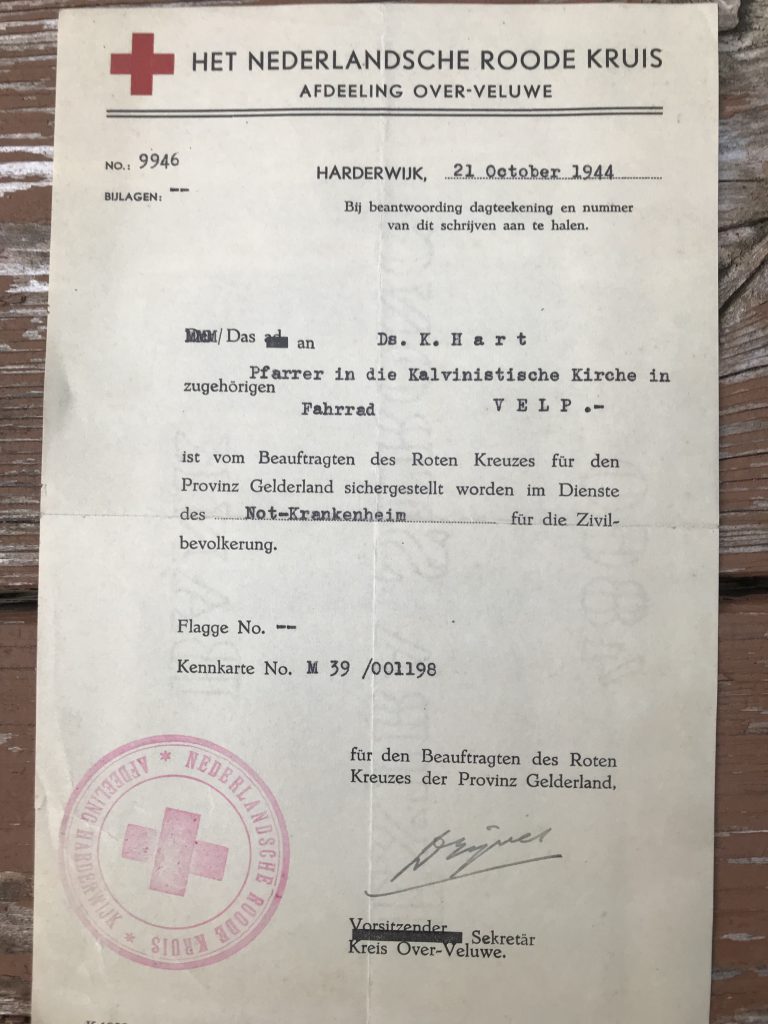 HET NEDERLANDSCHE ROODE KRUIS
AFDEELING OVER-VELUWE
NO.: 9946
BIJLAGEN: --
HARDERWIJK, 21 October 1944
Bij beantwoording dagteekening en nummer
van dit schrijven aan te halen.
/ Das an Ds. K. H a r t
Pfarrer in die Kalvinistische Kirche in
zugehörigen
Fahrrad V E L P .-
ist vom Beauftragten des Roten Kreuzes für den
Provinz Gelderland sichergestellt worden im Dienste
des Not-Krankenheim für die Zivil-
bevolkerung.
Flagge No. --
Kennkarte No. M 39 /001198
für den Beauftragten des Roten
Kreuzes der Provinz Gelderland,
Vorsitzender
Sekretär
Kreis Over-Veluwe.
NEDERLANDSCHE ROODE KRUIS * AFDEELING HARDERWIJK *